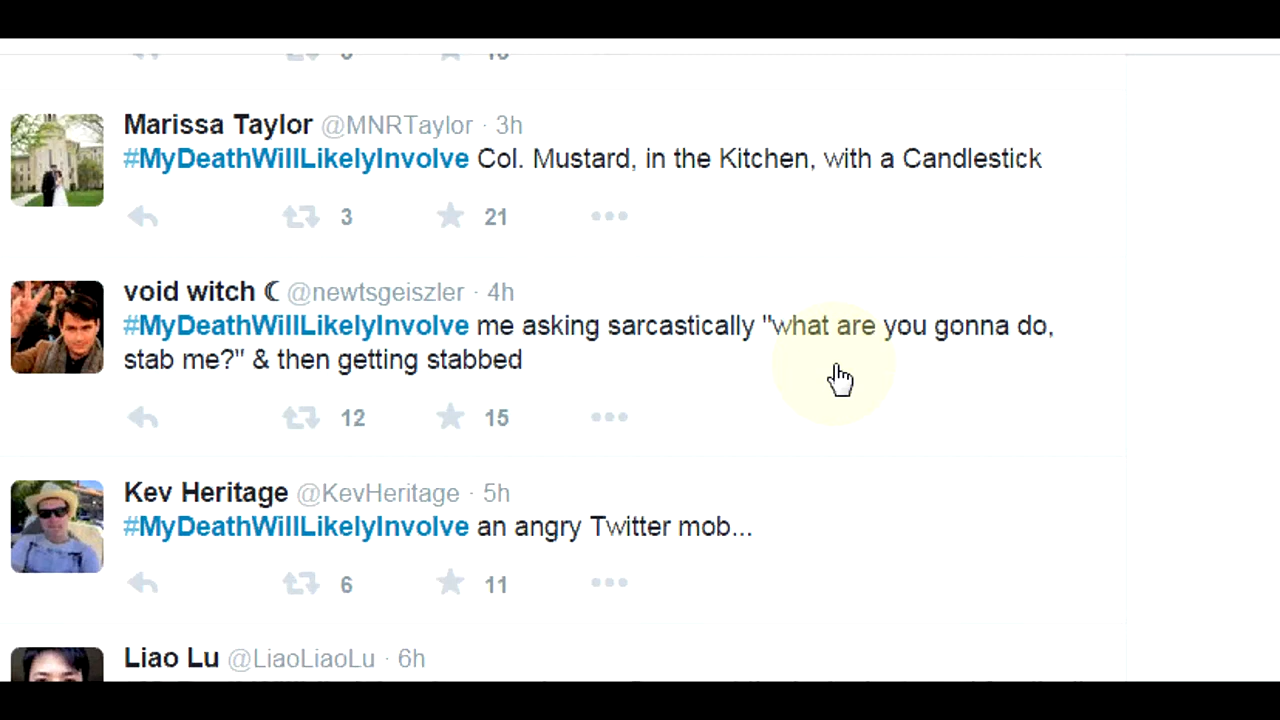 Marissa Taylor @MNRTaylor · 3h
#MyDeathWillLikelyInvolve Col. Mustard, in the Kitchen, with a Candlestick
3 21
void witch ☾ @newtsgeiszler · 4h
#MyDeathWillLikelyInvolve me asking sarcastically "what are you gonna do,
stab me?" & then getting stabbed
12 15
Kev Heritage @KevHeritage · 5h
#MyDeathWillLikelyInvolve an angry Twitter mob...
6 11
Liao Lu @LiaoLiaoLu · 6h